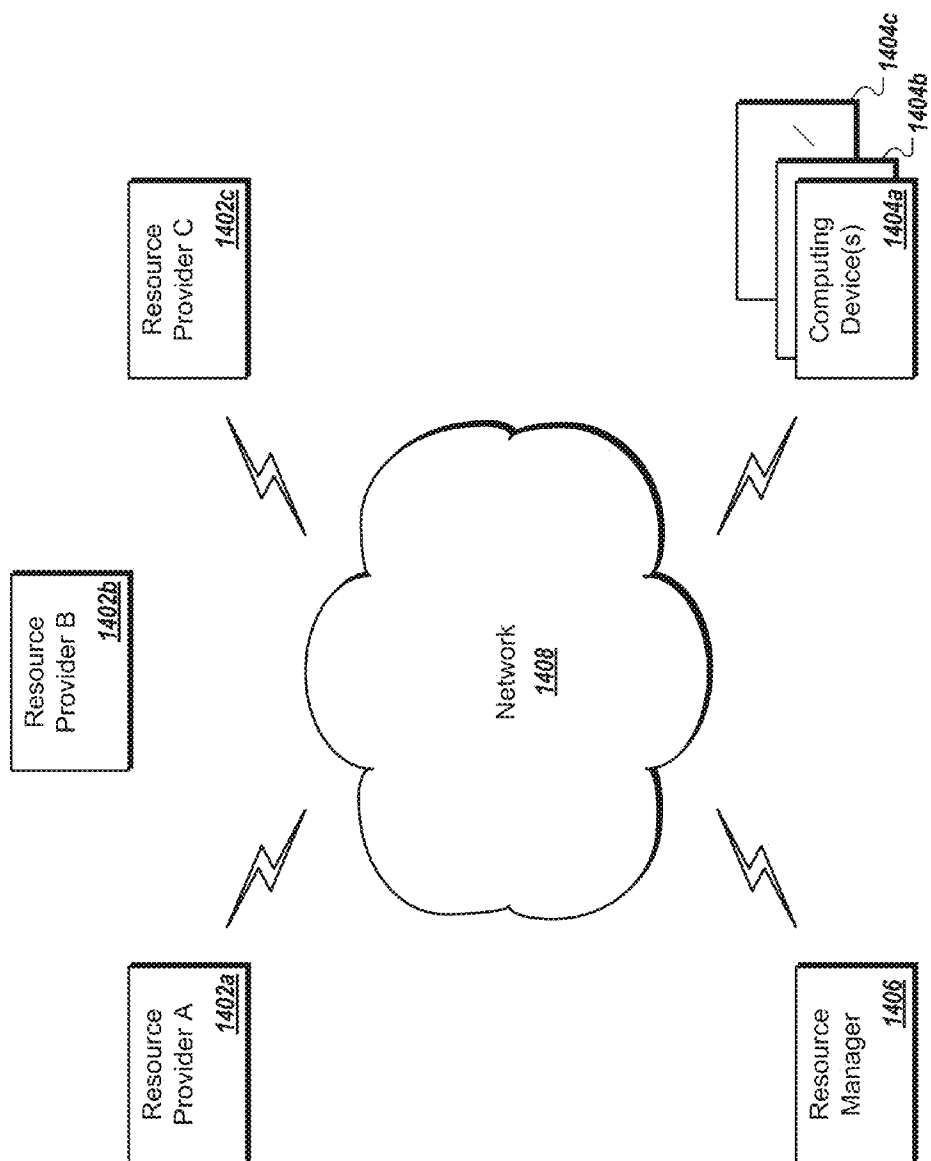 Resource
Provider B
1402b
Resource
Provider A
1402a
Resource
Provider C
1402c
Network
1408
Resource
Manager
1406
Computing
Device(s)
1404a
1404b
1404c